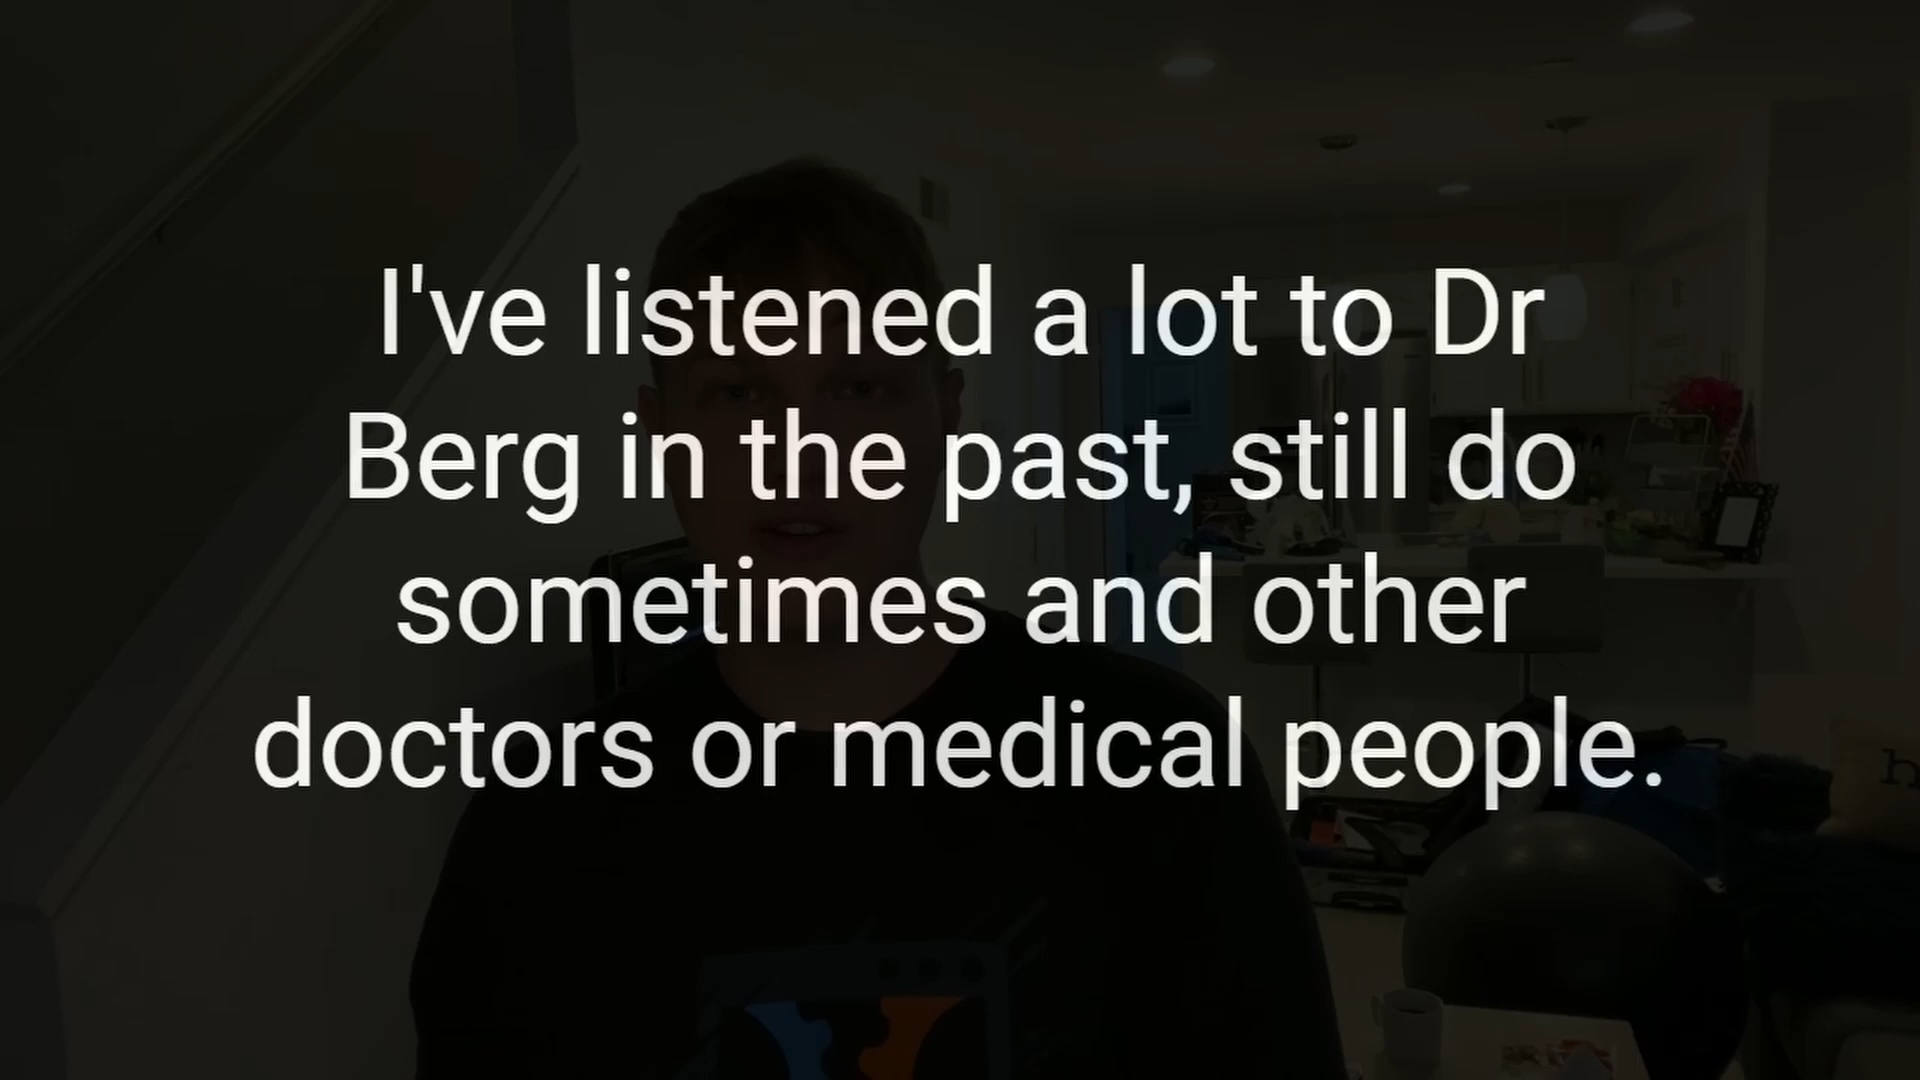 I've listened a lot to Dr
Berg in the past, still do
sometimes and other
doctors or medical people.